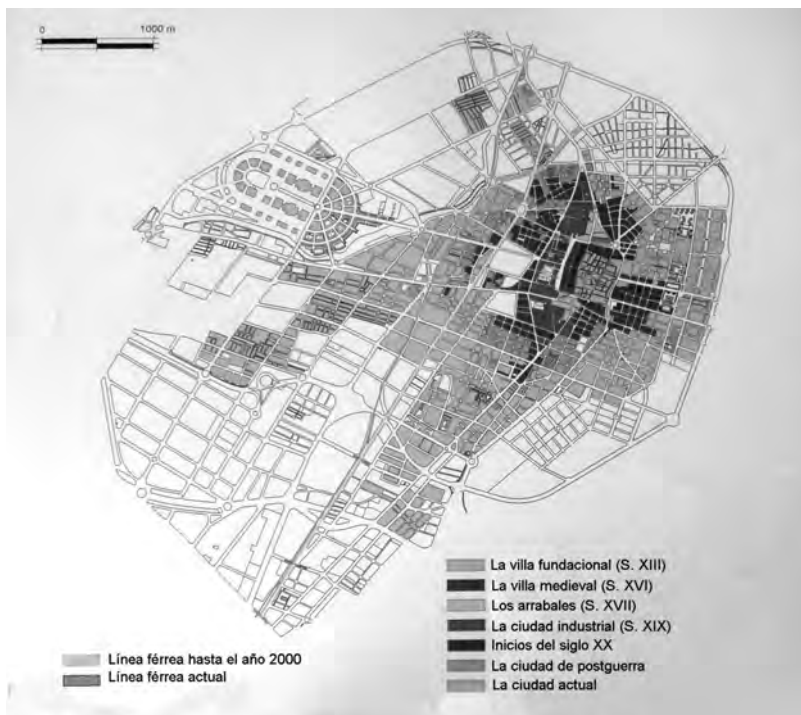 0 1000 m
La villa fundacional (S. XIII)
La villa medieval (S. XVI)
Los arrabales (S. XVII)
La ciudad industrial (S. XIX)
Inicios del siglo XX
La ciudad de postguerra
La ciudad actual
Línea férrea hasta el año 2000
Línea férrea actual